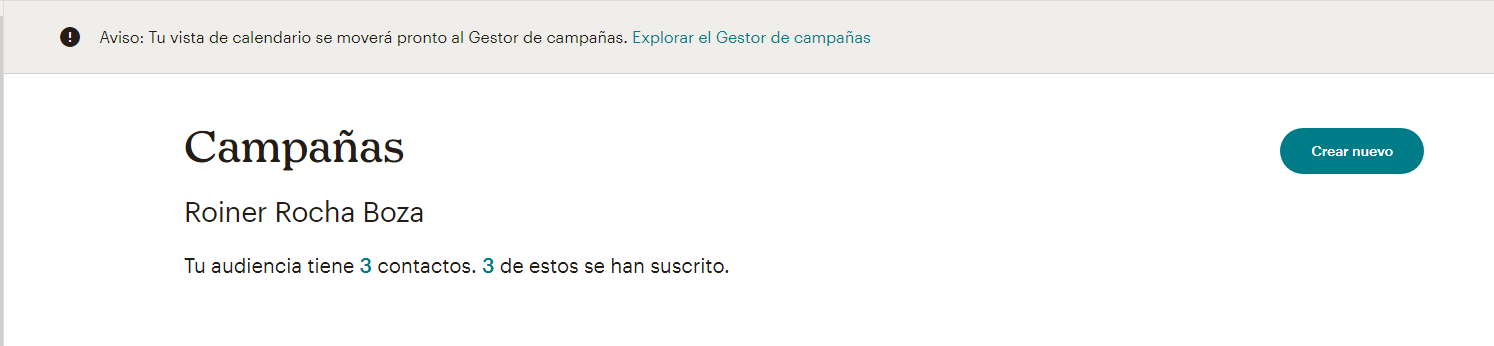 Aviso: Tu vista de calendario se moverá pronto al Gestor de campañas. Explorar el Gestor de campañas
Campañas
Crear nuevo
Roiner Rocha Boza
Tu audiencia tiene 3 contactos. 3 de estos se han suscrito.